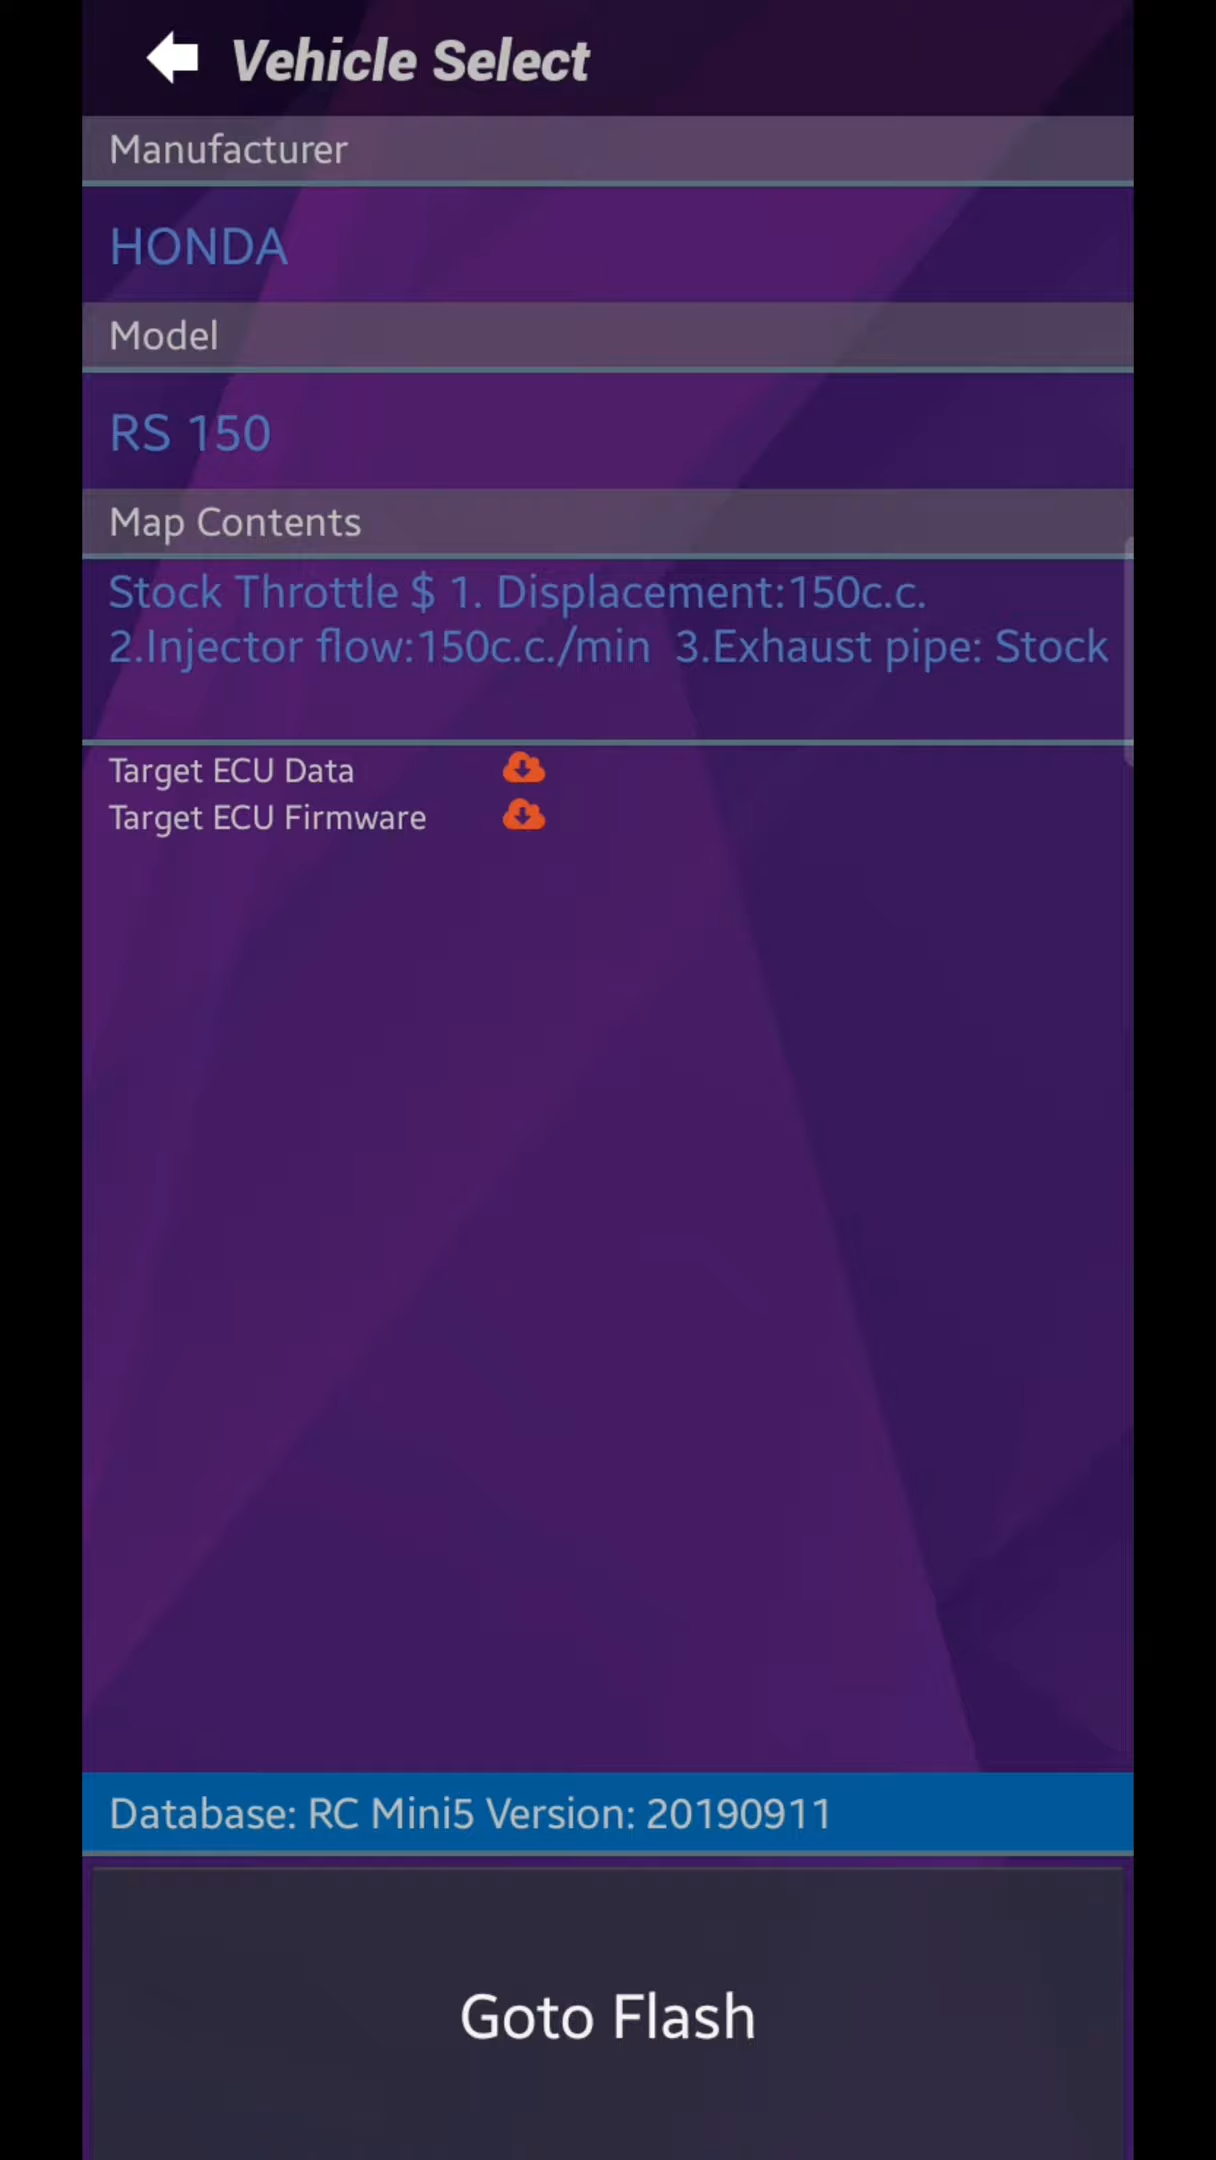 Vehicle Select
Manufacturer
HONDA
Model
RS 150
Map Contents
Stock Throttle $ 1. Displacement:150c.c.
2.Injector flow:150c.c./min  3.Exhaust pipe: Stock
Target ECU Data
Target ECU Firmware
Database: RC Mini5 Version: 20190911
Goto Flash